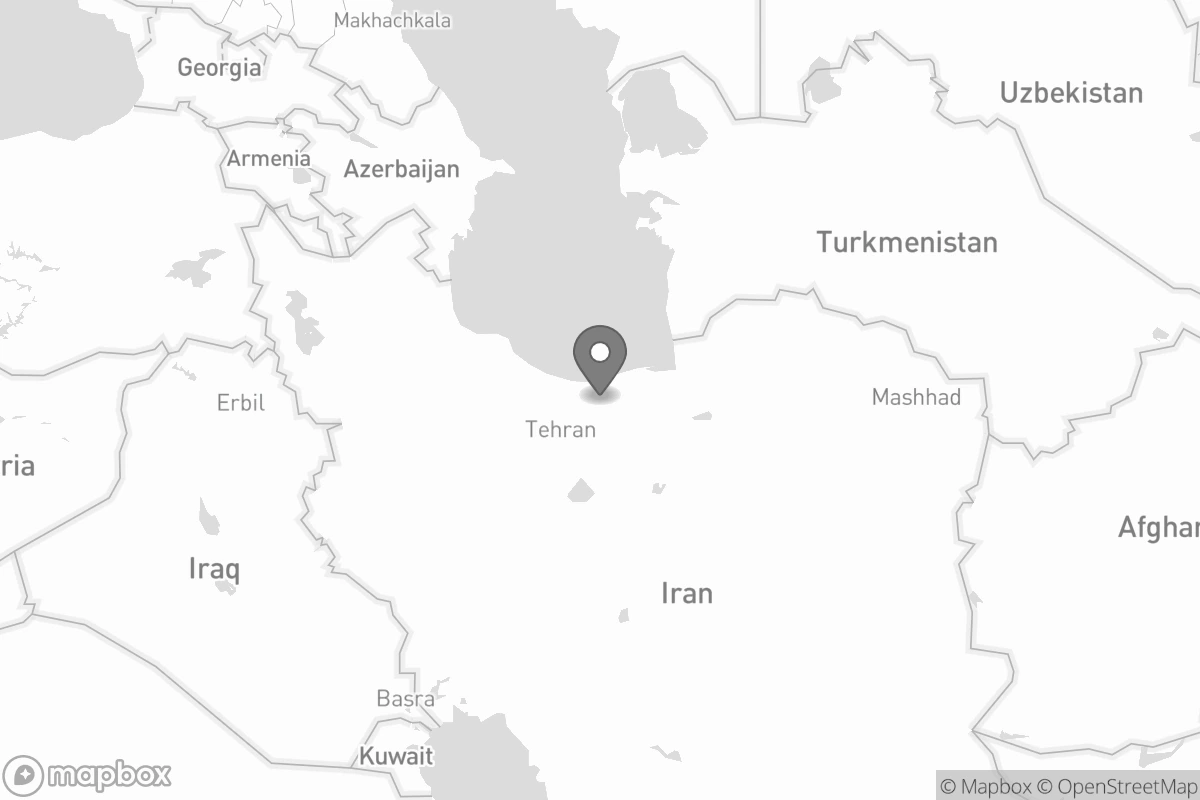 Makhachkala
Georgia
Uzbekistan
Armenia
Azerbaijan
Turkmenistan
Mashhad
Erbil
Tehran
ria
Afghan
Iraq
Iran
Basra
Kuwait
mapbox
© Mapbox © OpenStreetMap